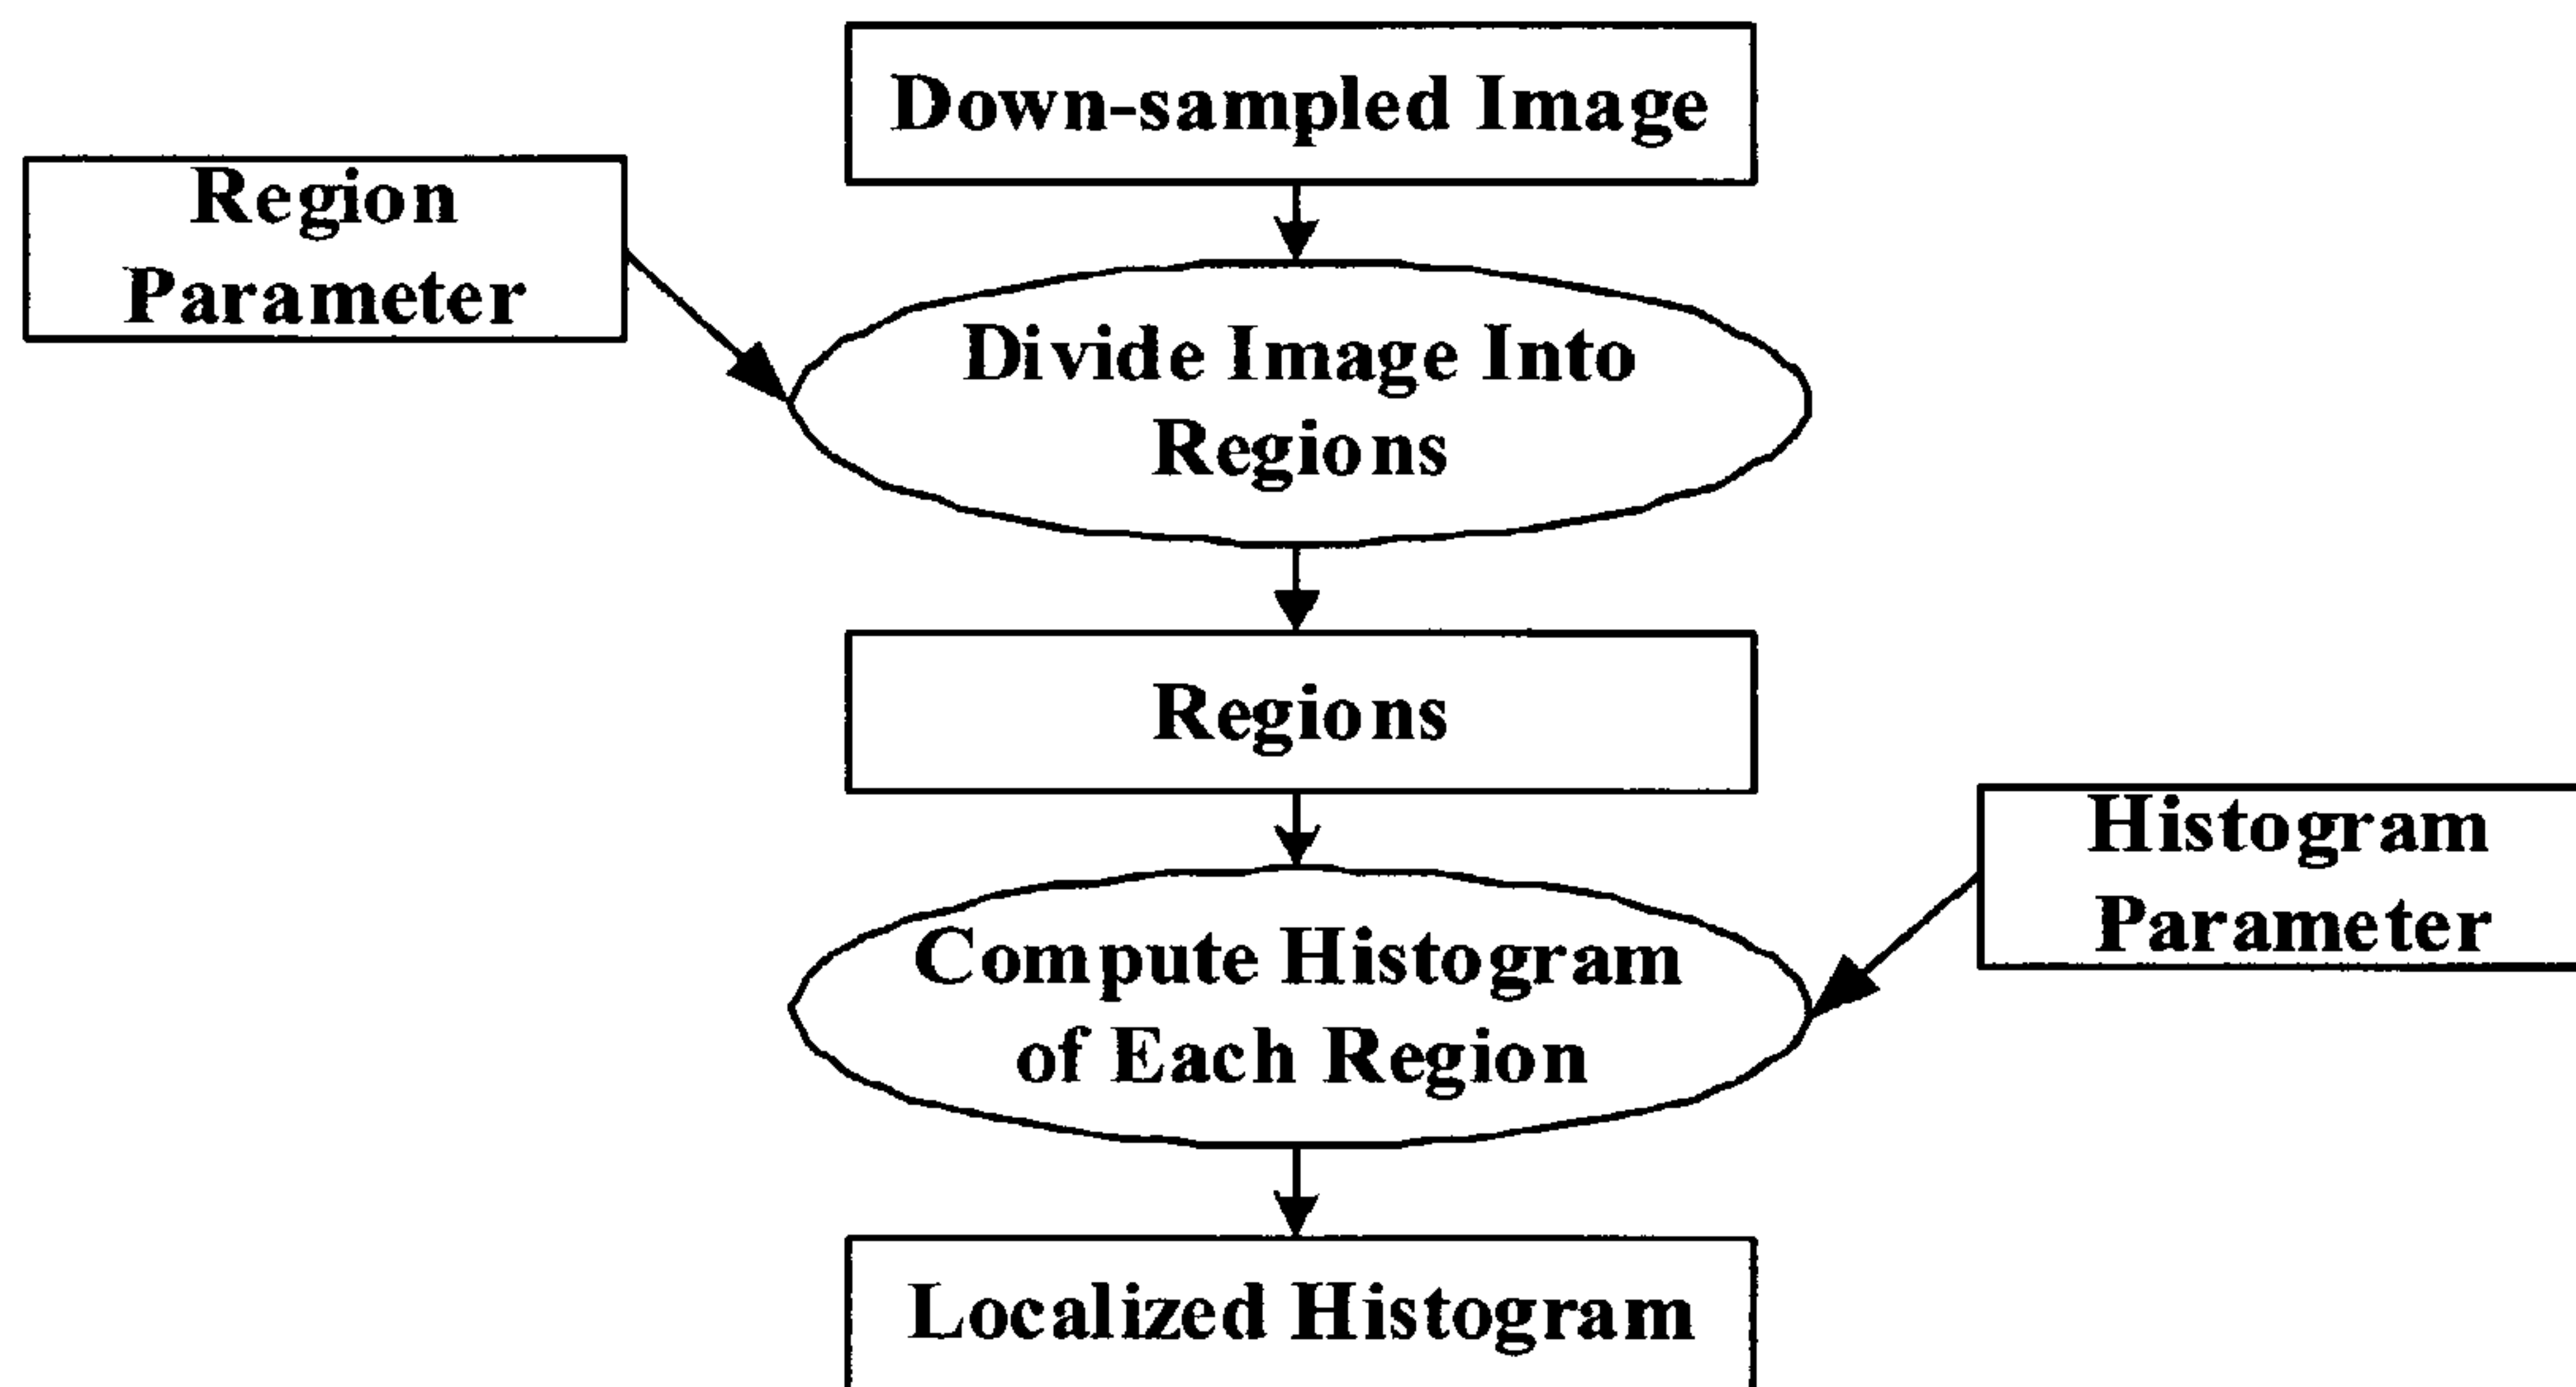 Down-sampled Image
Region
Parameter
Divide Image Into
Regions
Regions
Histogram
Parameter
Compute Histogram
of Each Region
Localized Histogram